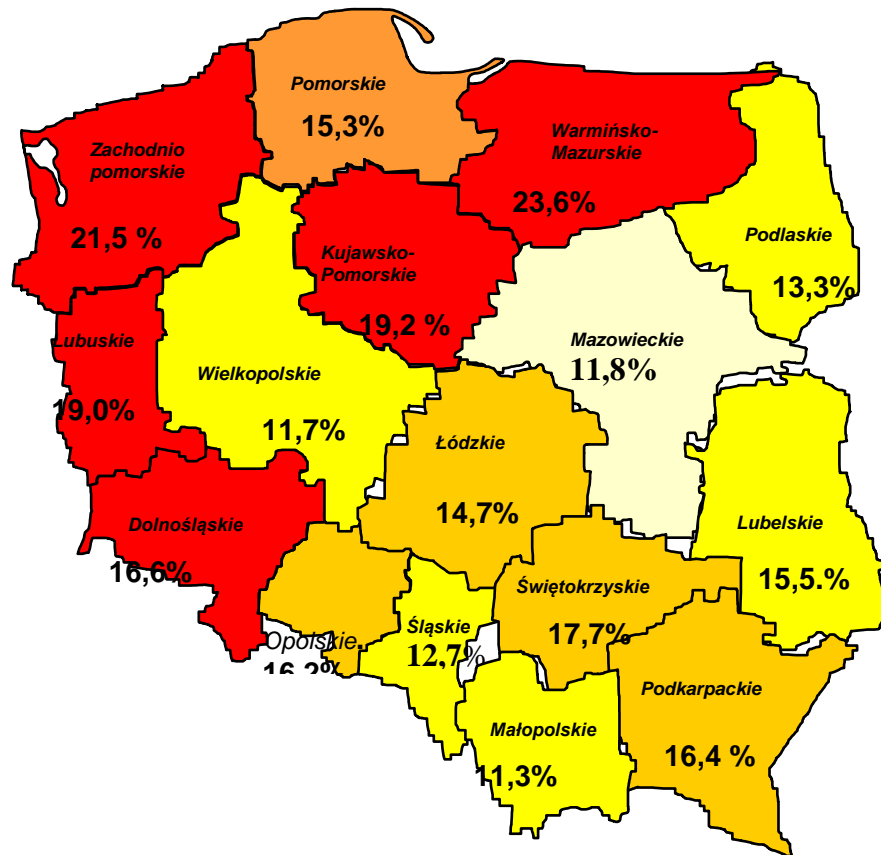 Pomorskie
15,3%
Zachodnio
pomorskie
21,5 %
Warmińsko-
Mazurskie
23,6%
Podlaskie
13,3%
Kujawsko-
Pomorskie
19,2 %
Lubuskie
19,0%
Wielkopolskie
11,7%
Mazowieckie
11,8%
Łódzkie
14,7%
Dolnośląskie
16,6%
Lubelskie
15,5.%
Świętokrzyskie
17,7%
Opolskie.
16,2%
Śląskie
12,7%
Podkarpackie
16,4 %
Małopolskie
11,3%